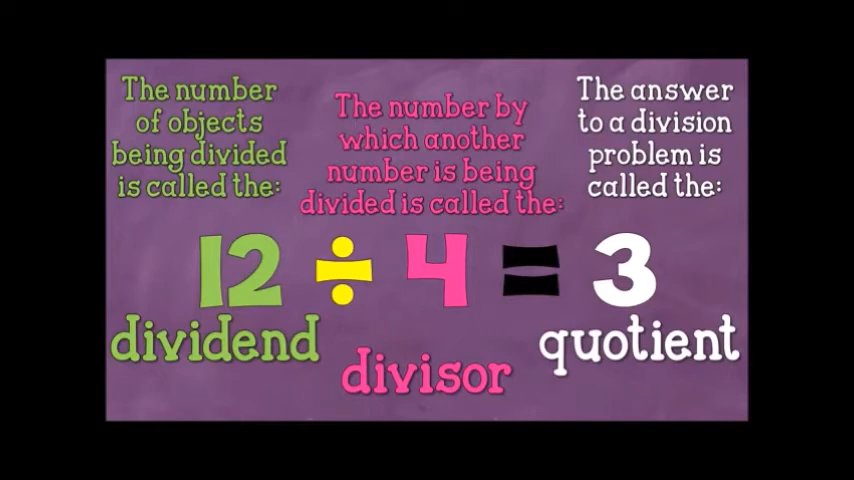 The number
of objects
being divided
is called the:
The number by
which another
number is being
divided is called the:
The answer
to a division
problem is
called the:
12 ÷ 4 = 3
dividend
divisor
quotient